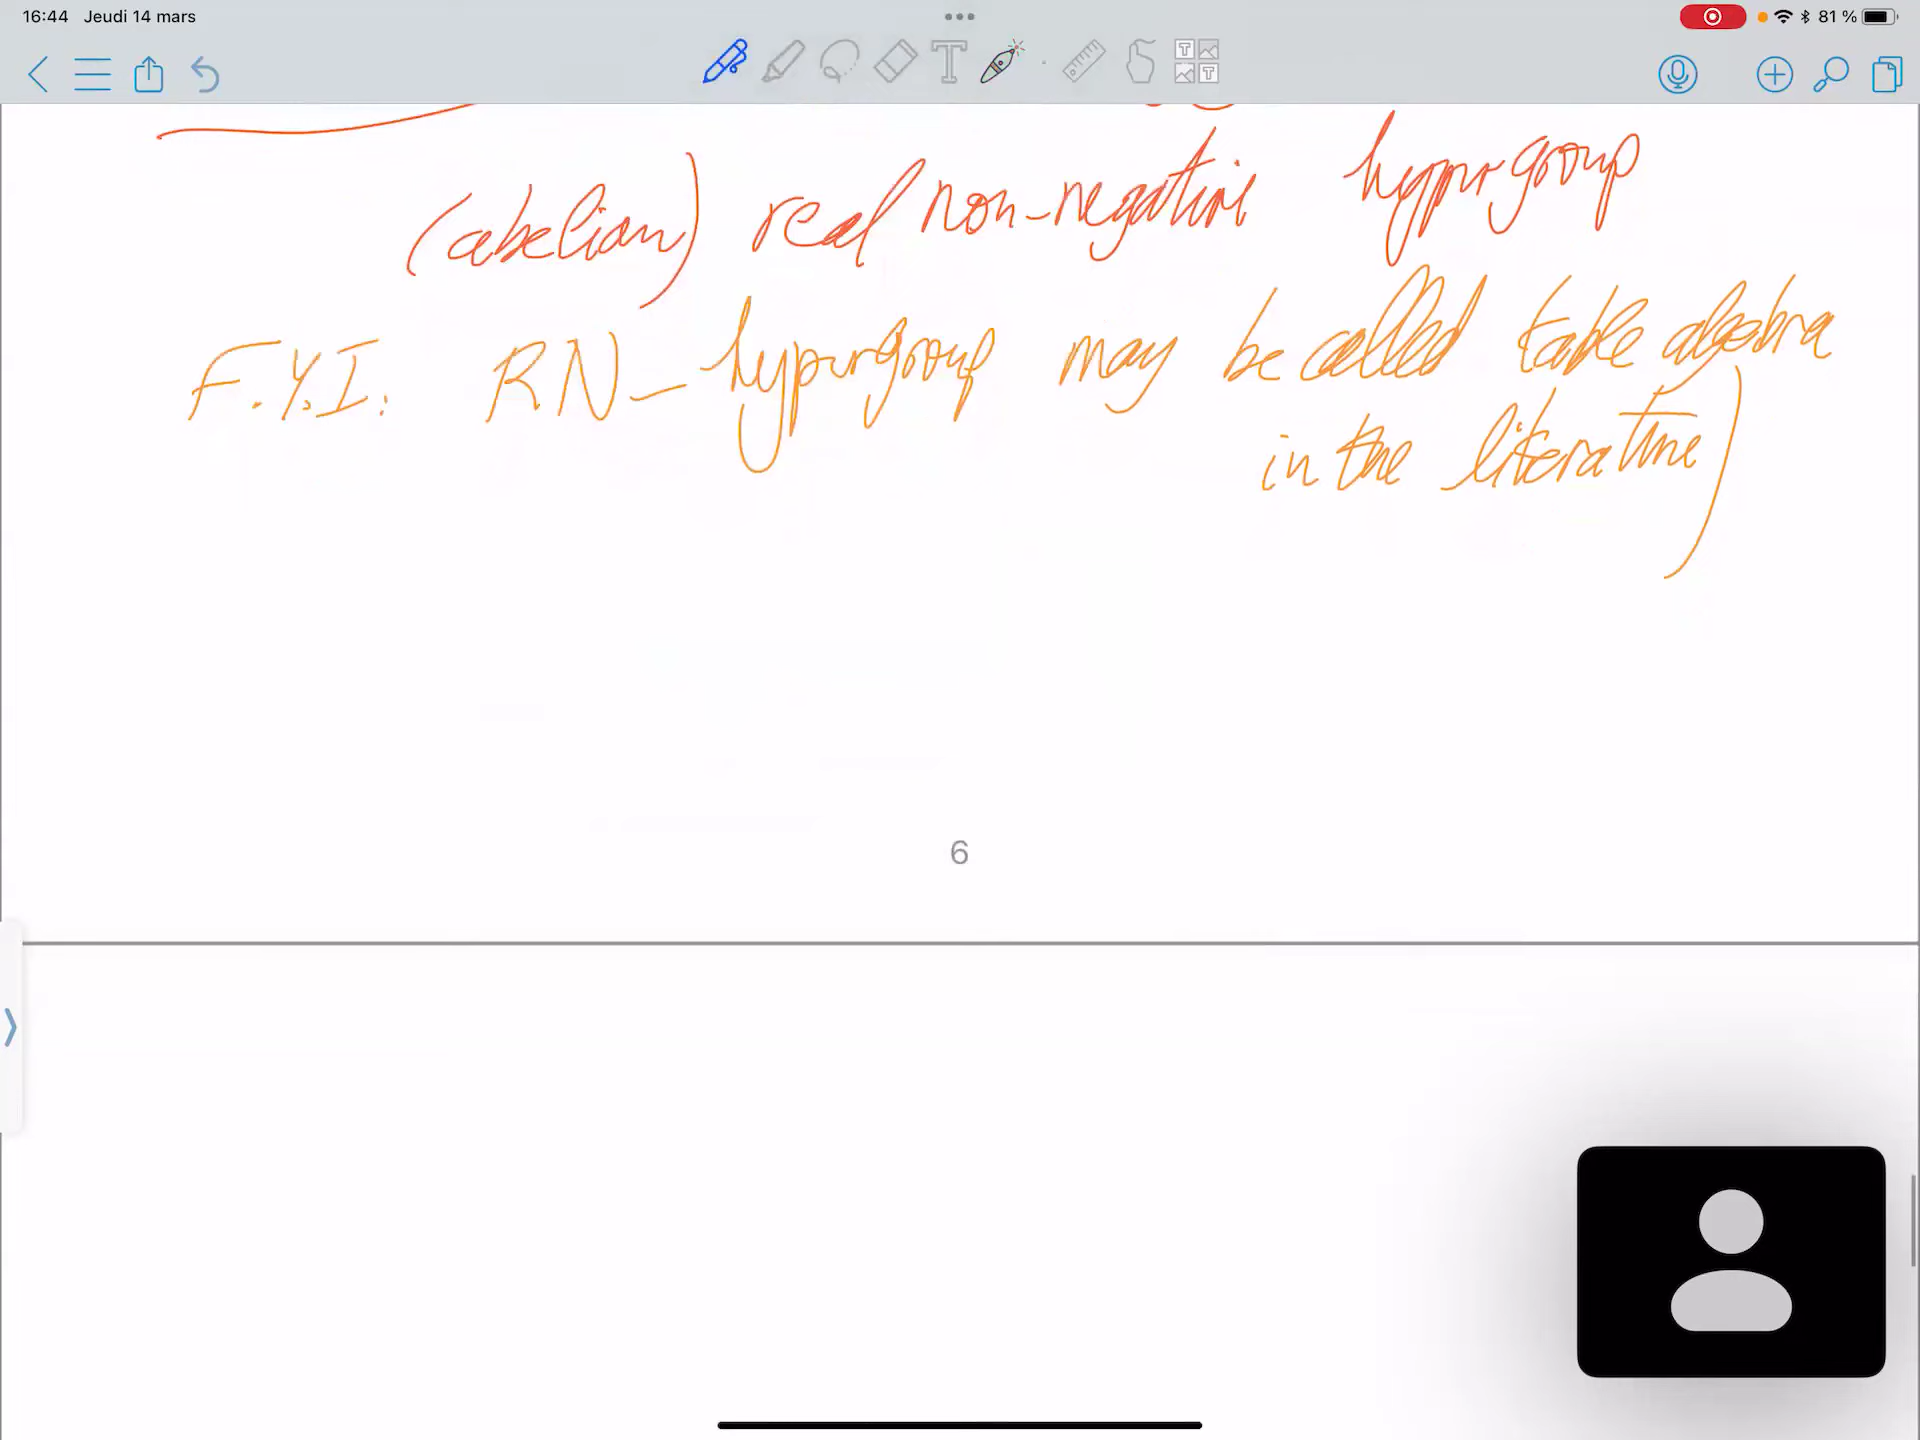 16:44 Jeudi 14 mars 81 %
(abelian) real non-negative hypergroup
F.Y.I. RN-hypergroup may be called table algebra
in the literature)
6